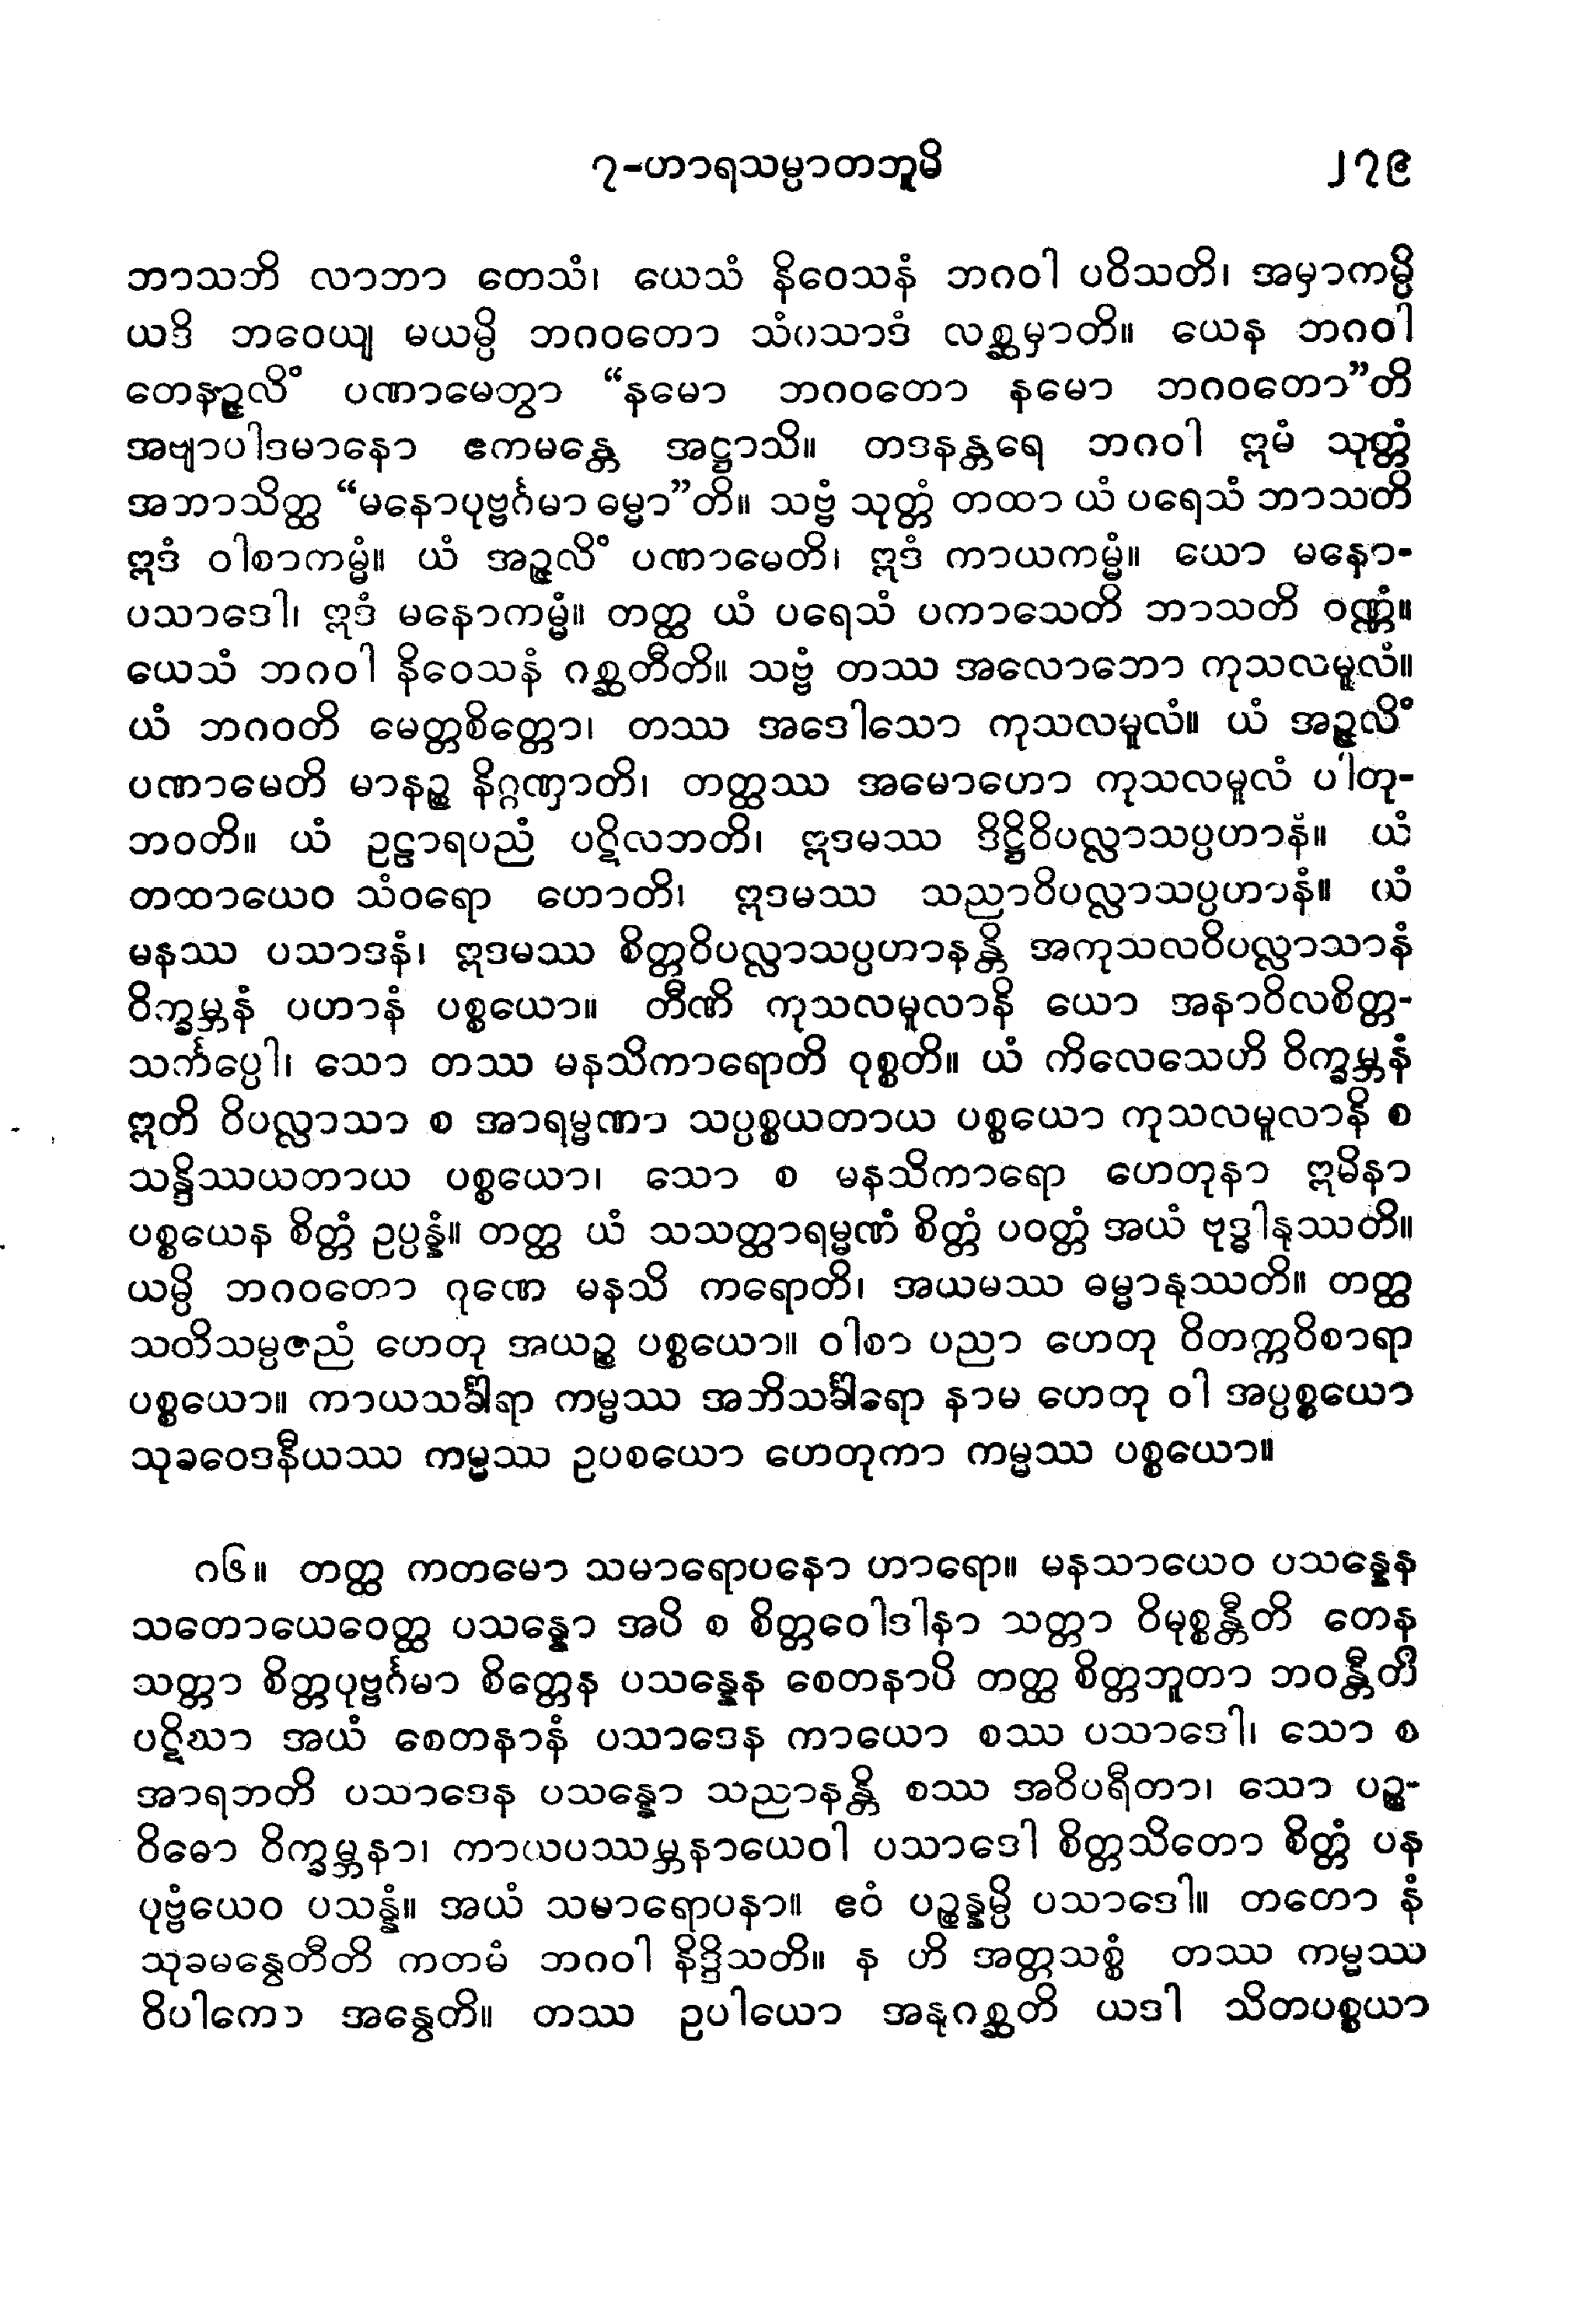 ၇-ဟာရသမ္ပာတဘူမိ ၂၇၉
ဘာသဘိ လာဘာ တေသံ၊ ယေသံ နိဝေသနံ ဘဂဝါ ပဝိသတိ၊ အမှာကမ္ပိ
ယဒိ ဘဝေယျ မယမ္ပိ ဘဂဝတော သံပသာဒံ လစ္ဆမှာတိ။ ယေန ဘဂဝါ
တေနဉ္ဇလိံ ပဏာမေတွာ “နမော ဘဂဝတော နမော ဘဂဝတော”တိ
အဗျာပါဒမာနော ဧကမန္တေ အဋ္ဌာသိ။ တဒနန္တရေ ဘဂဝါ ဣမံ သုတ္တံ
အဘာသိတ္ထ “မနောပုဗ္ဗင်္ဂမာ ဓမ္မာ”တိ။ သဗ္ဗံ သုတ္တံ တထာ ယံ ပရေသံ ဘာသတိ
ဣဒံ ဝါစာကမ္မံ။ ယံ အဉ္ဇလိံ ပဏာမေတိ၊ ဣဒံ ကာယကမ္မံ။ ယော မနော-
ပသာဒေါ၊ ဣဒံ မနောကမ္မံ။ တတ္ထ ယံ ပရေသံ ပကာသေတိ ဘာသတိ ဝဏ္ဏံ။
ယေသံ ဘဂဝါ နိဝေသနံ ဂစ္ဆတီတိ။ သဗ္ဗံ တဿ အလောဘော ကုသလမူလံ။
ယံ ဘဂဝတိ မေတ္တစိတ္တော၊ တဿ အဒေါသော ကုသလမူလံ။ ယံ အဉ္ဇလိံ
ပဏာမေတိ မာနဉ္စ နိဂ္ဂဏှာတိ၊ တတ္ထဿ အမောဟော ကုသလမူလံ ပါတု-
ဘဝတိ။ ယံ ဥဠာရပညံ ပဋိလဘတိ၊ ဣဒမဿ ဒိဋ္ဌိဝိပလ္လာသပ္ပဟာနံ။ ယံ
တထာယေဝ သံဝရော ဟောတိ၊ ဣဒမဿ သညာဝိပလ္လာသပ္ပဟာနံ။ ယံ
မနဿ ပသာဒနံ၊ ဣဒမဿ စိတ္တဝိပလ္လာသပ္ပဟာနန္တိ အကုသလဝိပလ္လာသာနံ
ဝိက္ခမ္ဘနံ ပဟာနံ ပစ္စယော။ တီဏိ ကုသလမူလာနိ ယော အနာဝိလစိတ္တ-
သင်္ကပ္ပေါ၊ သော တဿ မနသိကာရောတိ ဝုစ္စတိ။ ယံ ကိလေသေဟိ ဝိက္ခမ္ဘနံ
ဣတိ ဝိပလ္လာသာ စ အာရမ္မဏာ သပ္ပစ္စယတာယ ပစ္စယော ကုသလမူလာနိ စ
သန္ဒိဿယတာယ ပစ္စယော၊ သော စ မနသိကာရော ဟေတုနာ ဣမိနာ
ပစ္စယေန စိတ္တံ ဥပ္ပန္နံ။ တတ္ထ ယံ သသတ္ထာရမ္မဏံ စိတ္တံ ပဝတ္တံ အယံ ဗုဒ္ဓါနုဿတိ။
ယမ္ပိ ဘဂဝတော ဂုဏေ မနသိ ကရောတိ၊ အယမဿ ဓမ္မာနုဿတိ။ တတ္ထ
သတိသမ္ပဇညံ ဟေတု အယဉ္စ ပစ္စယော။ ဝါစာ ပညာ ဟေတု ဝိတက္ကဝိစာရာ
ပစ္စယော။ ကာယသင်္ခါရာ ကမ္မဿ အဘိသင်္ခါရော နာမ ဟေတု ဝါ အပ္ပစ္စယော
သုခဝေဒနီယဿ ကမ္မဿ ဥပစယော ဟေတုကာ ကမ္မဿ ပစ္စယော။
၈၆။ တတ္ထ ကတမော သမာရောပနော ဟာရော။ မနသာယေဝ ပသန္နေန
သတောယေဝေတ္ထ ပသန္နော အပိ စ စိတ္တဝေါဒါနာ သတ္တာ ဝိမုစ္စန္တီတိ တေန
သတ္တာ စိတ္တပုဗ္ဗင်္ဂမာ စိတ္တေန ပသန္နေန စေတနာပိ တတ္ထ စိတ္တဘူတာ ဘဝန္တီတိ
ပဋိဃာ အယံ စေတနာနံ ပသာဒေန ကာယော စဿ ပသာဒေါ၊ သော စ
အာရဘတိ ပသာဒေန ပသန္နော သညာနန္တိ စဿ အဝိပရီတာ၊ သော ပဉ္စ-
ဝိဓော ဝိက္ခမ္ဘနာ၊ ကာယပဿမ္ဘနာယေဝါ ပသာဒေါ စိတ္တသိတော စိတ္တံ ပန
ပုဗ္ဗံယေဝ ပသန္နံ။ အယံ သမာရောပနာ။ ဧဝံ ပဉ္စန္နမ္ပိ ပသာဒေါ။ တတော နံ
သုခမနွေတီတိ ကတမံ ဘဂဝါ နိဒ္ဒိသတိ။ န ဟိ အတ္တသစ္စံ တဿ ကမ္မဿ
ဝိပါကော အနွေတိ။ တဿ ဥပါယော အနုဂစ္ဆတိ ယဒါ သိတပစ္စယာ